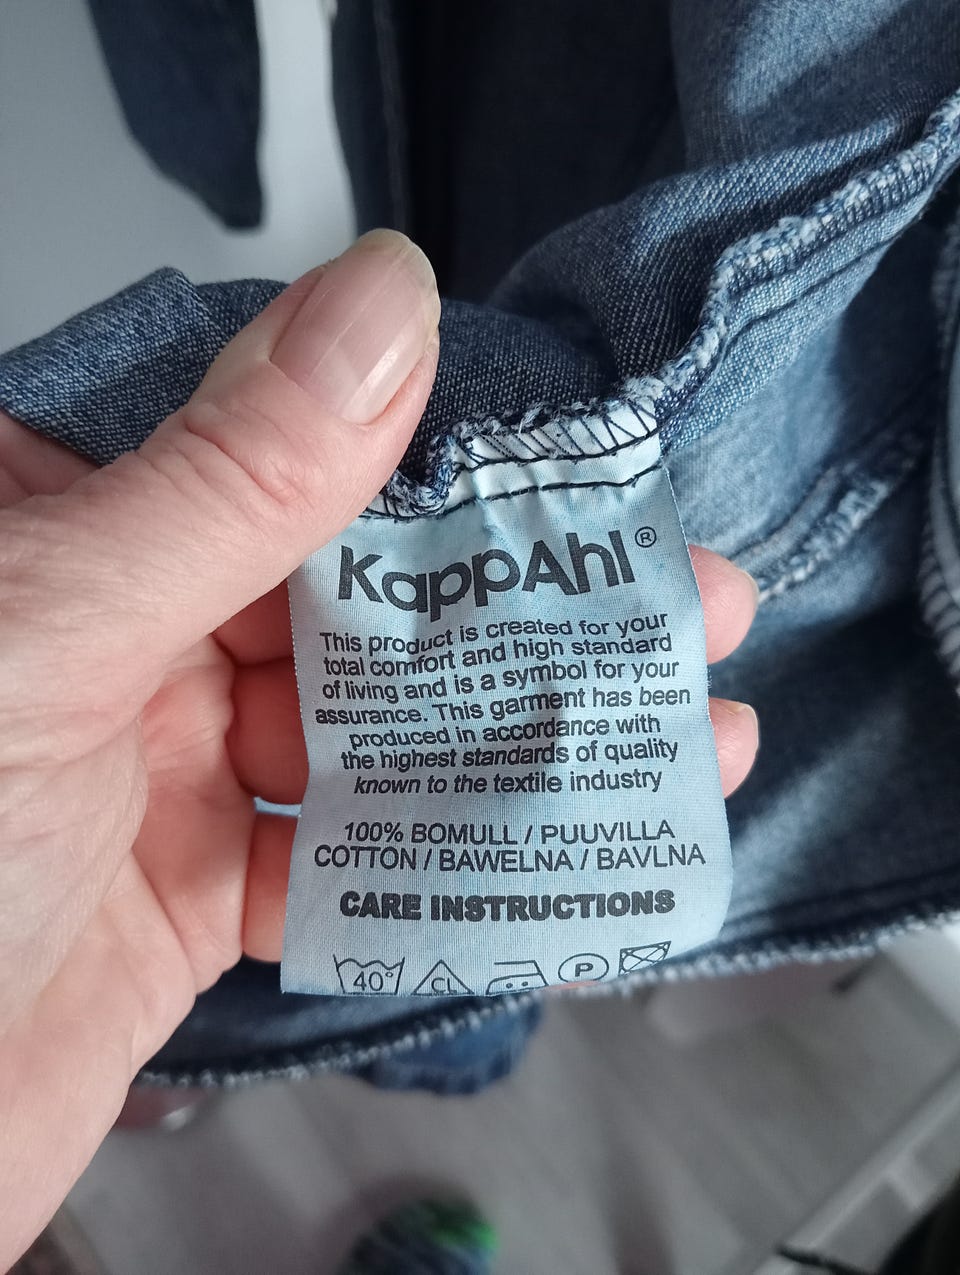 KappAhl®
This product is created for your
total comfort and high standard
of living and is a symbol for your
assurance. This garment has been
produced in accordance with
the highest standards of quality
known to the textile industry
100% BOMULL / PUUVILLA
COTTON / BAWELNA / BAVLNA
CARE INSTRUCTIONS
40° CL P